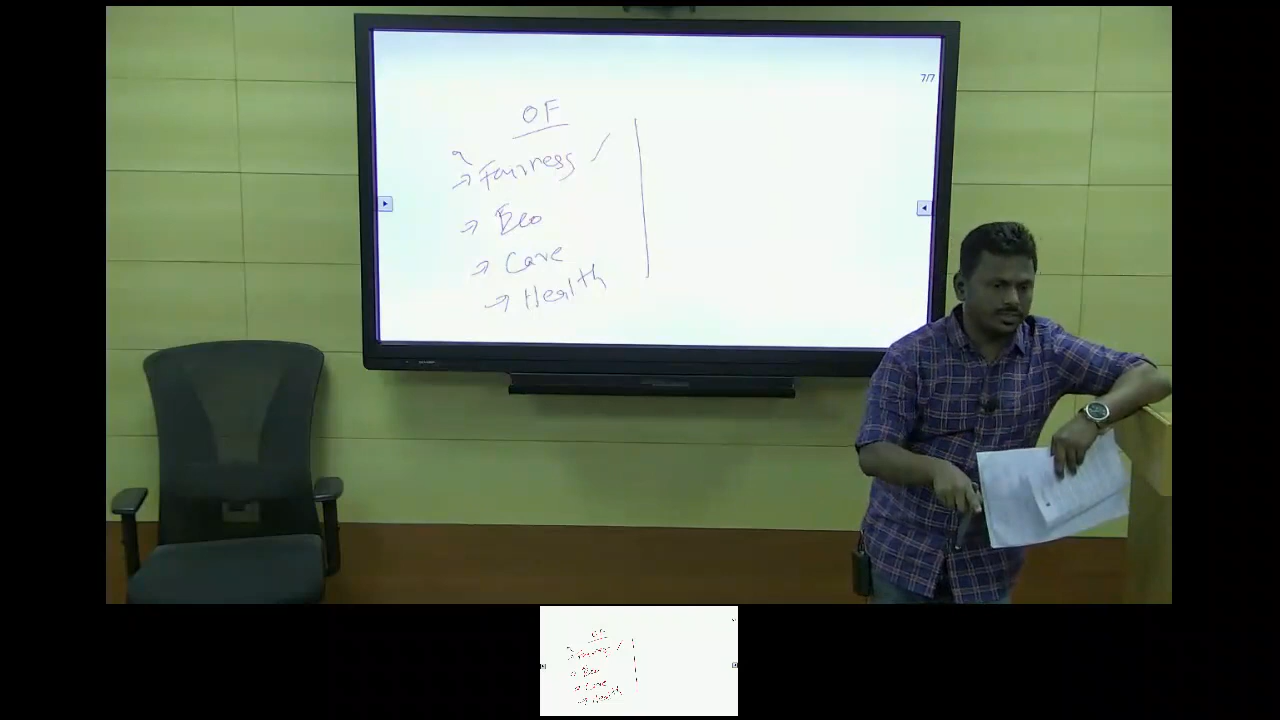 7/7
OF
→ Fairness
→ Eco
→ Care
→ Health